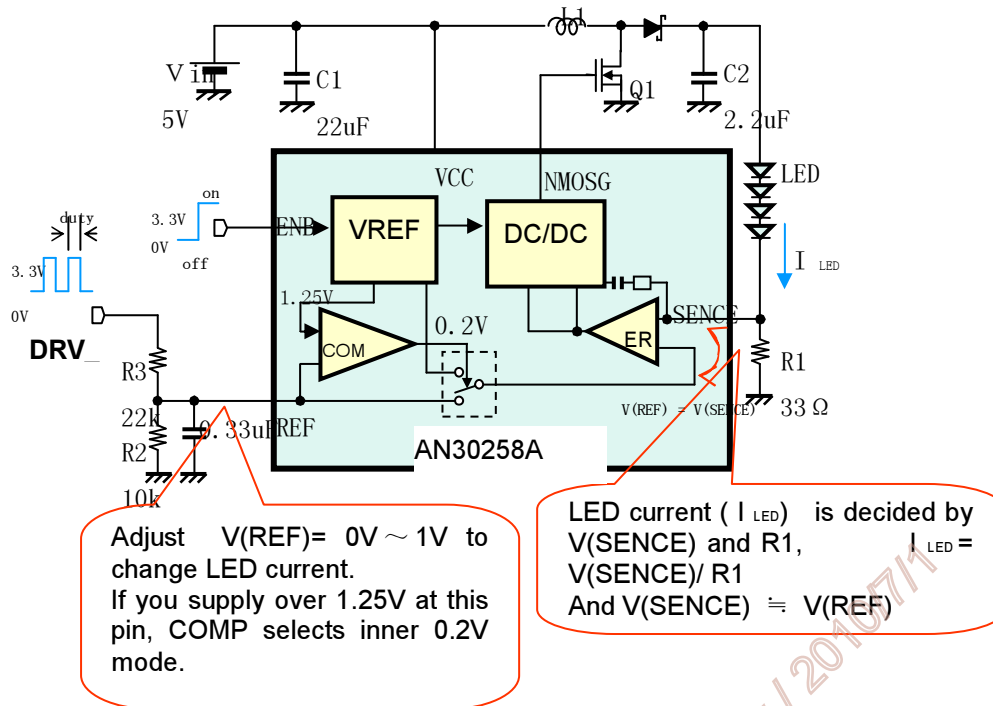 L1
Vin
5V
C1
22uF
Q1
C2
2.2uF
VCC
NMOSG
LED
on
3.3V
0V
off
ENB
VREF
DC/DC
duty
3.3V
0V
DRV_
I LED
1.25V
0.2V
COM
ER
SENCE
R1
33Ω
V(REF) = V(SENCE)
R3
22k
R2
10k
0.33uF
REF
AN30258A
Adjust V(REF)= 0V ~ 1V to
change LED current.
If you supply over 1.25V at this
pin, COMP selects inner 0.2V
mode.
LED current ( I LED) is decided by
V(SENCE) and R1, I LED =
V(SENCE)/ R1
And V(SENCE) ≒ V(REF)
/ 2010/7/1